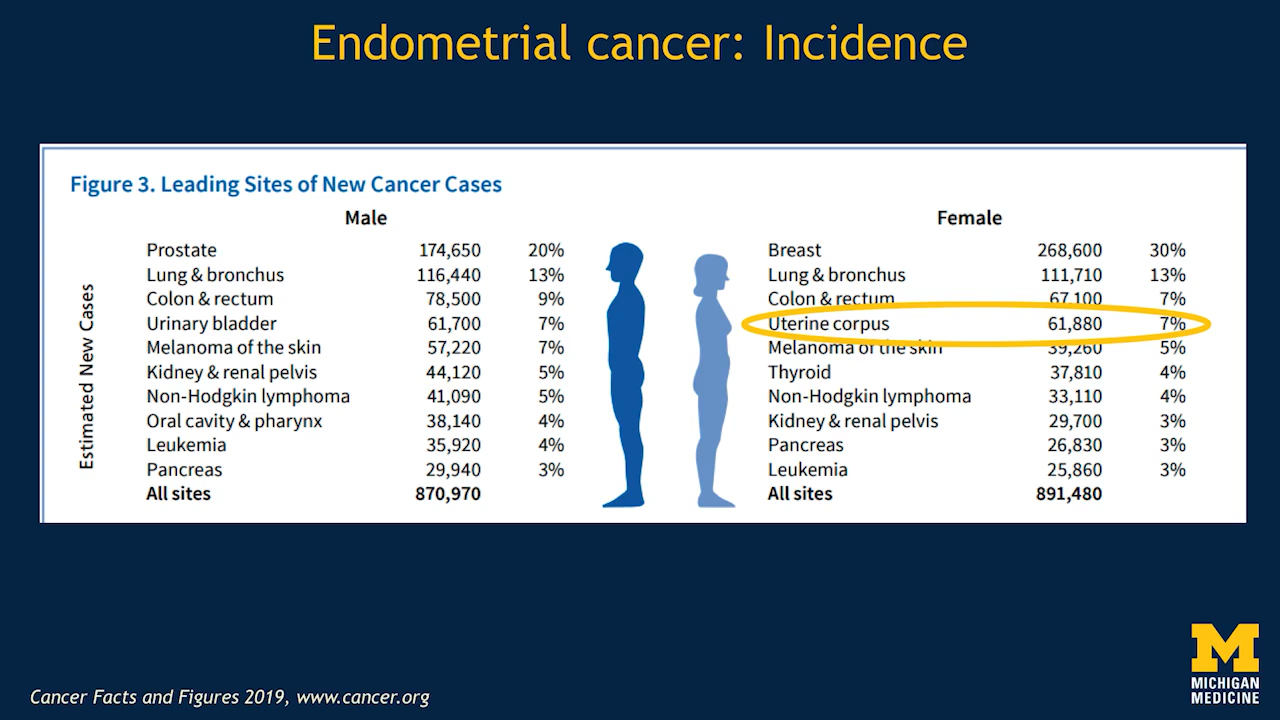 Endometrial cancer: Incidence
Figure 3. Leading Sites of New Cancer Cases
Male
Estimated New Cases
Prostate 174,650 20%
Lung & bronchus 116,440 13%
Colon & rectum 78,500 9%
Urinary bladder 61,700 7%
Melanoma of the skin 57,220 7%
Kidney & renal pelvis 44,120 5%
Non-Hodgkin lymphoma 41,090 5%
Oral cavity & pharynx 38,140 4%
Leukemia 35,920 4%
Pancreas 29,940 3%
All sites 870,970
Female
Breast 268,600 30%
Lung & bronchus 111,710 13%
Colon & rectum 67,100 7%
Uterine corpus 61,880 7%
Melanoma of the skin 39,260 5%
Thyroid 37,810 4%
Non-Hodgkin lymphoma 33,110 4%
Kidney & renal pelvis 29,700 3%
Pancreas 26,830 3%
Leukemia 25,860 3%
All sites 891,480
Cancer Facts and Figures 2019, www.cancer.org
M
MICHIGAN
MEDICINE